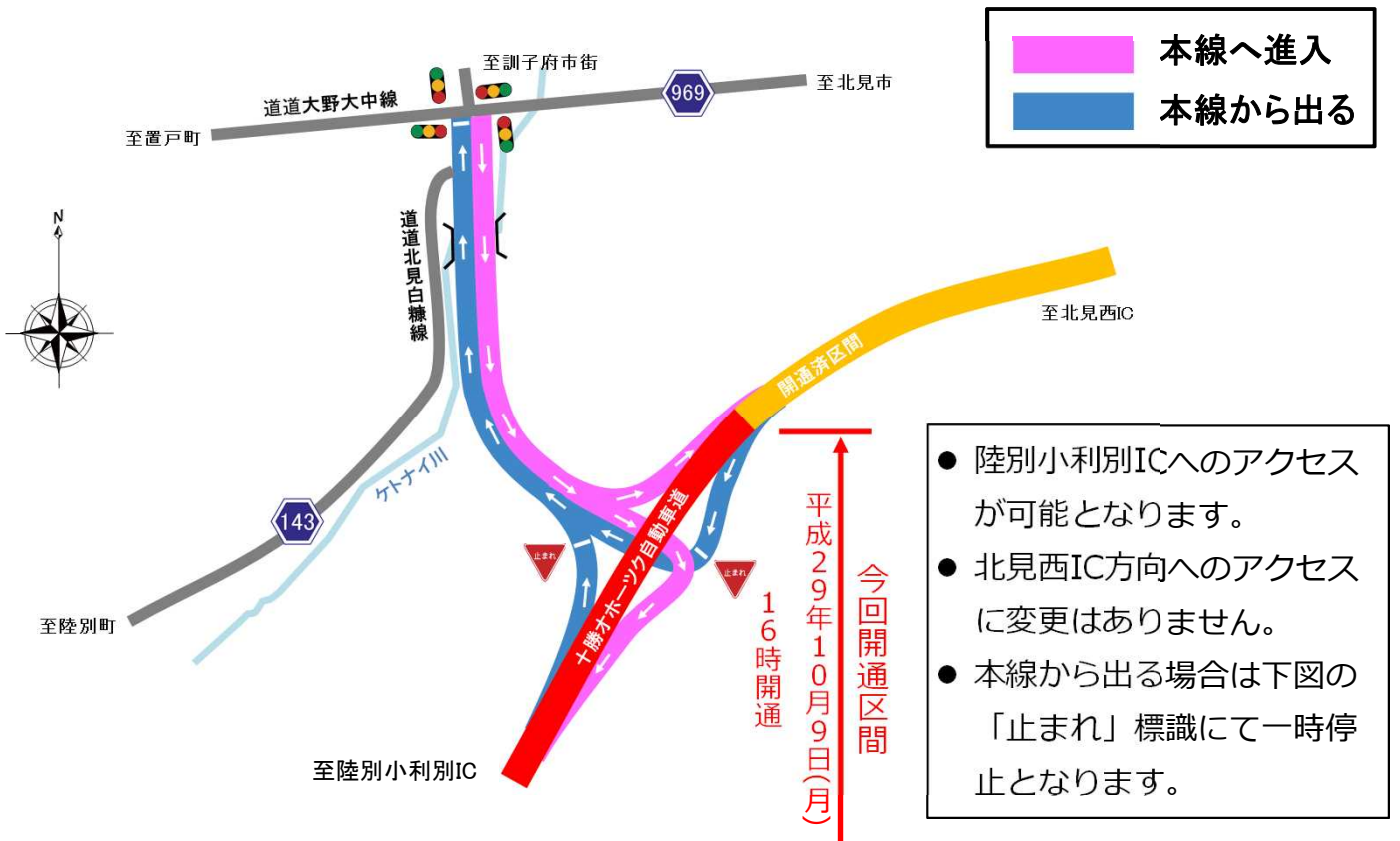 本線へ進入
本線から出る
至訓子府市街
969
至北見市
道道大野大中線
至置戸町
N
道道北見白糠線
至北見西IC
開通済区間
ケトナイ川
143
至陸別町
十勝オホーツク自動車道
止まれ
止まれ
至陸別小利別IC
今回開通区間
平成29年10月9日(月)
16時開通
● 陸別小利別ICへのアクセス
が可能となります。
● 北見西IC方向へのアクセス
に変更はありません。
● 本線から出る場合は下図の
「止まれ」標識にて一時停
止となります。